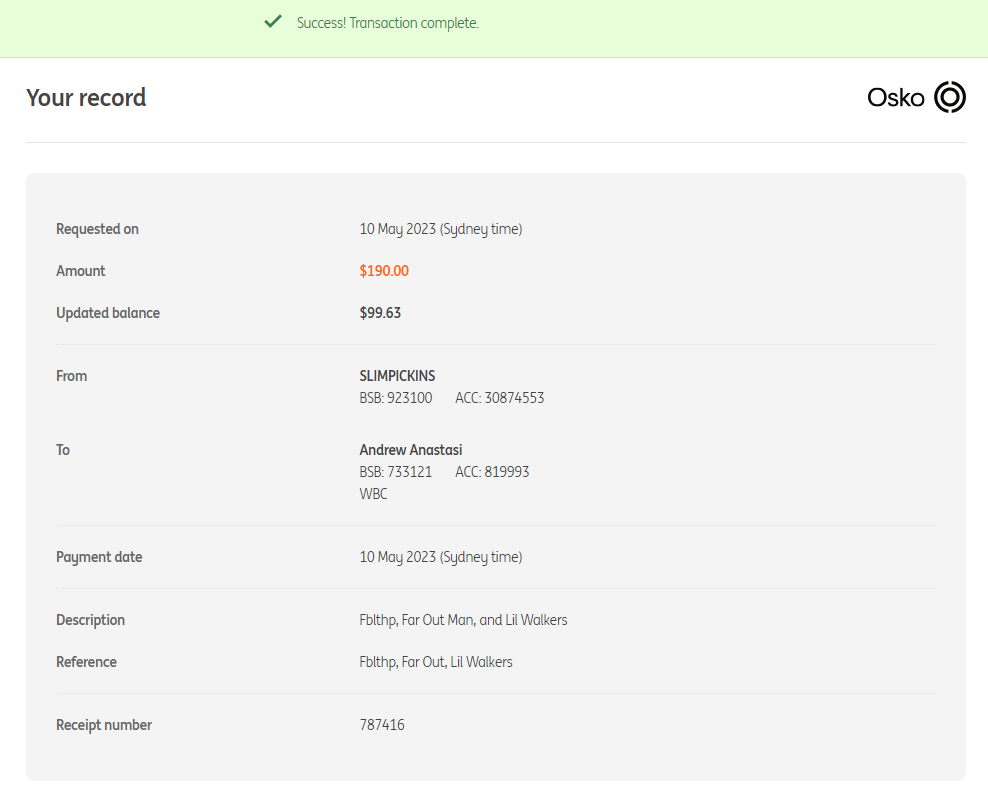 Success! Transaction complete.
Your record
Osko
Requested on 10 May 2023 (Sydney time)
Amount $190.00
Updated balance $99.63
From SLIMPICKINS
BSB: 923100 ACC: 30874553
To Andrew Anastasi
BSB: 733121 ACC: 819993
WBC
Payment date 10 May 2023 (Sydney time)
Description Fblthp, Far Out Man, and Lil Walkers
Reference Fblthp, Far Out, Lil Walkers
Receipt number 787416